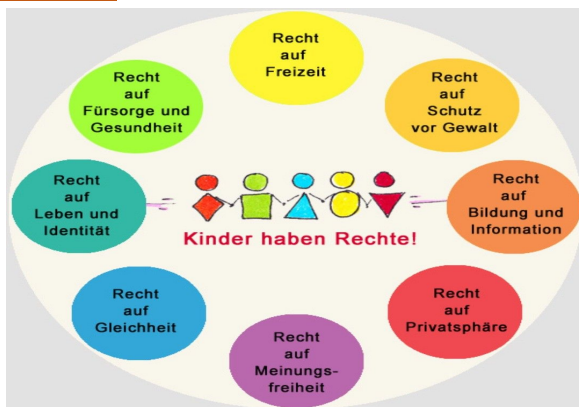 Recht
auf
Freizeit
Recht
auf
Schutz
vor Gewalt
Recht
auf
Bildung und
Information
Recht
auf
Privatsphäre
Recht
auf
Meinungs-
freiheit
Recht
auf
Gleichheit
Recht
auf
Leben und
Identität
Recht
auf
Fürsorge und
Gesundheit
Kinder haben Rechte!